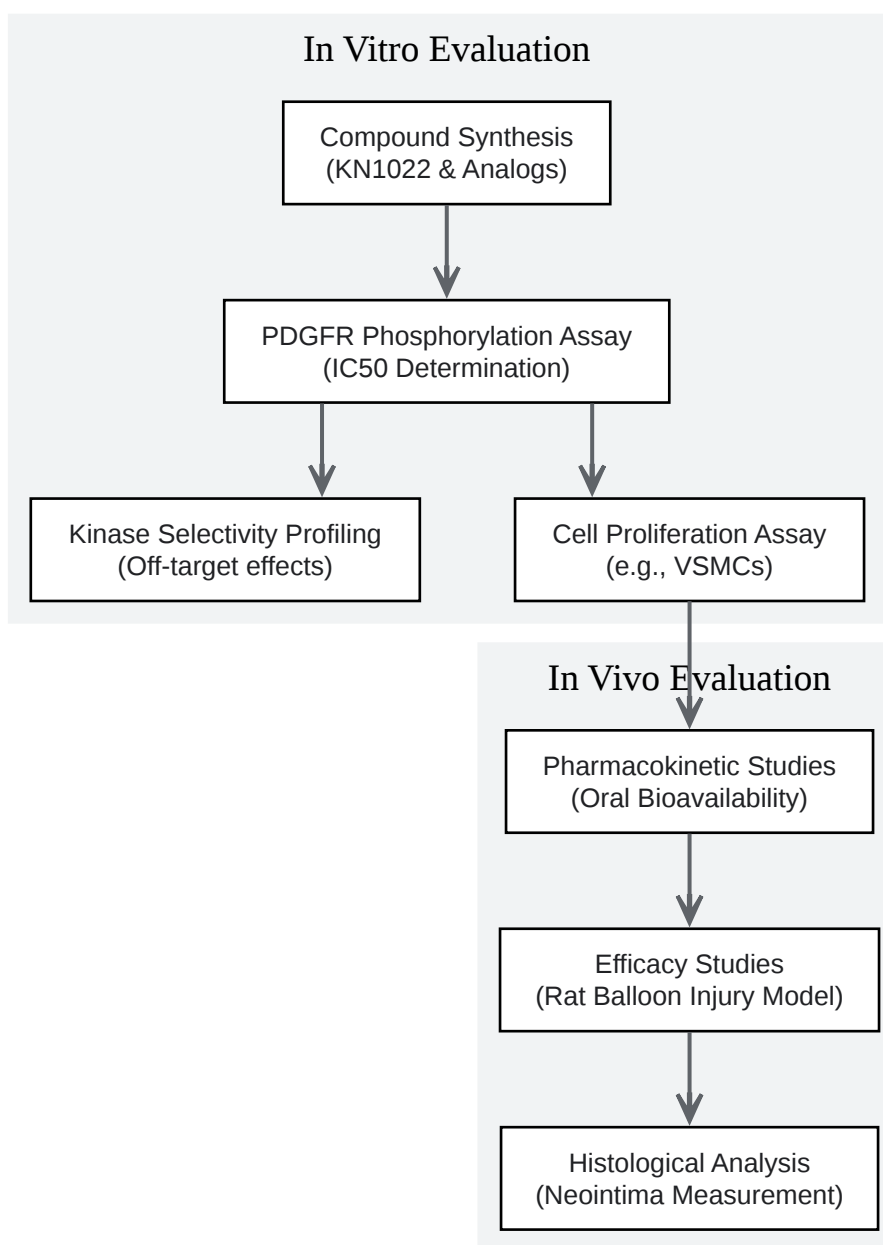 In Vitro Evaluation
Compound Synthesis
(KN1022 & Analogs)
PDGFR Phosphorylation Assay
(IC50 Determination)
Kinase Selectivity Profiling
(Off-target effects)
Cell Proliferation Assay
(e.g., VSMCs)
In Vivo Evaluation
Pharmacokinetic Studies
(Oral Bioavailability)
Efficacy Studies
(Rat Balloon Injury Model)
Histological Analysis
(Neointima Measurement)